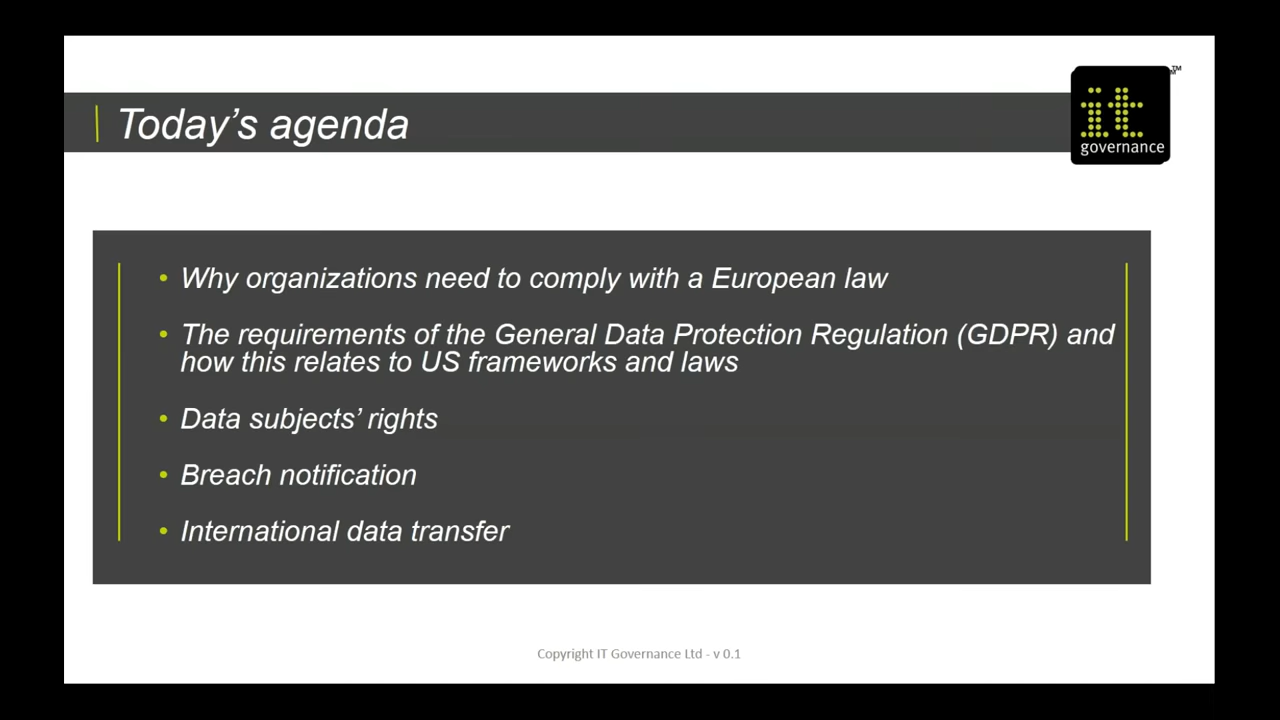 Today’s agenda
it
governance
TM
• Why organizations need to comply with a European law
• The requirements of the General Data Protection Regulation (GDPR) and
how this relates to US frameworks and laws
• Data subjects’ rights
• Breach notification
• International data transfer
Copyright IT Governance Ltd - v 0.1